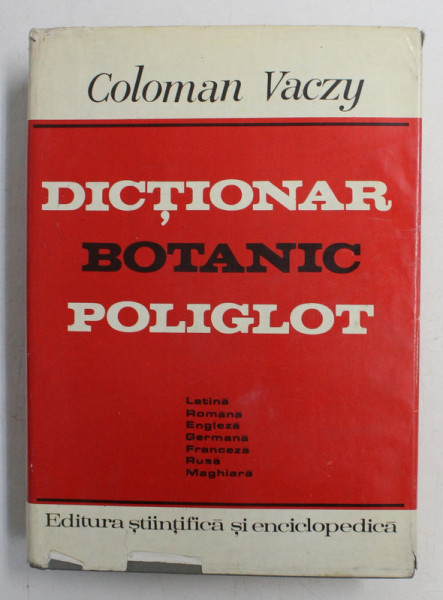 Coloman Vaczy
DICȚIONAR
BOTANIC
POLIGLOT
Latină
Română
Engleză
Germană
Franceză
Rusă
Maghiară
Editura științifică și enciclopedică